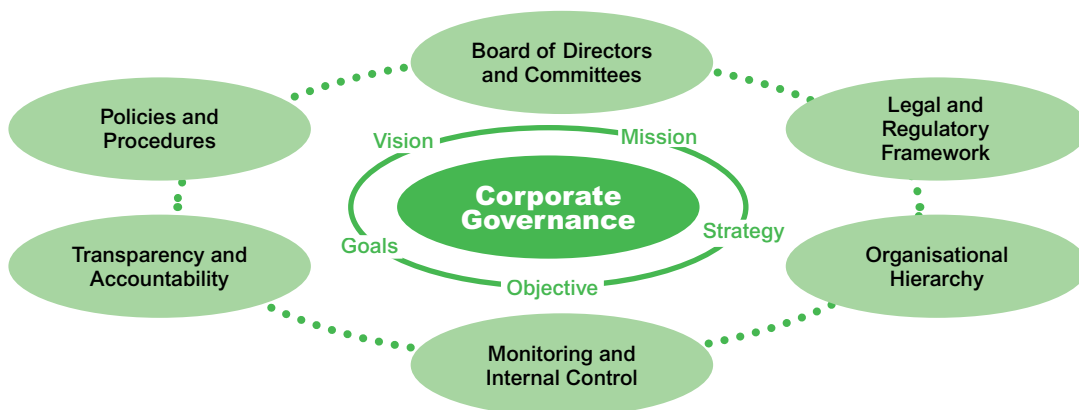 Board of Directors
and Committees
Policies and
Procedures
Legal and
Regulatory
Framework
Vision
Mission
Corporate
Governance
Goals
Strategy
Objective
Transparency and
Accountability
Organisational
Hierarchy
Monitoring and
Internal Control